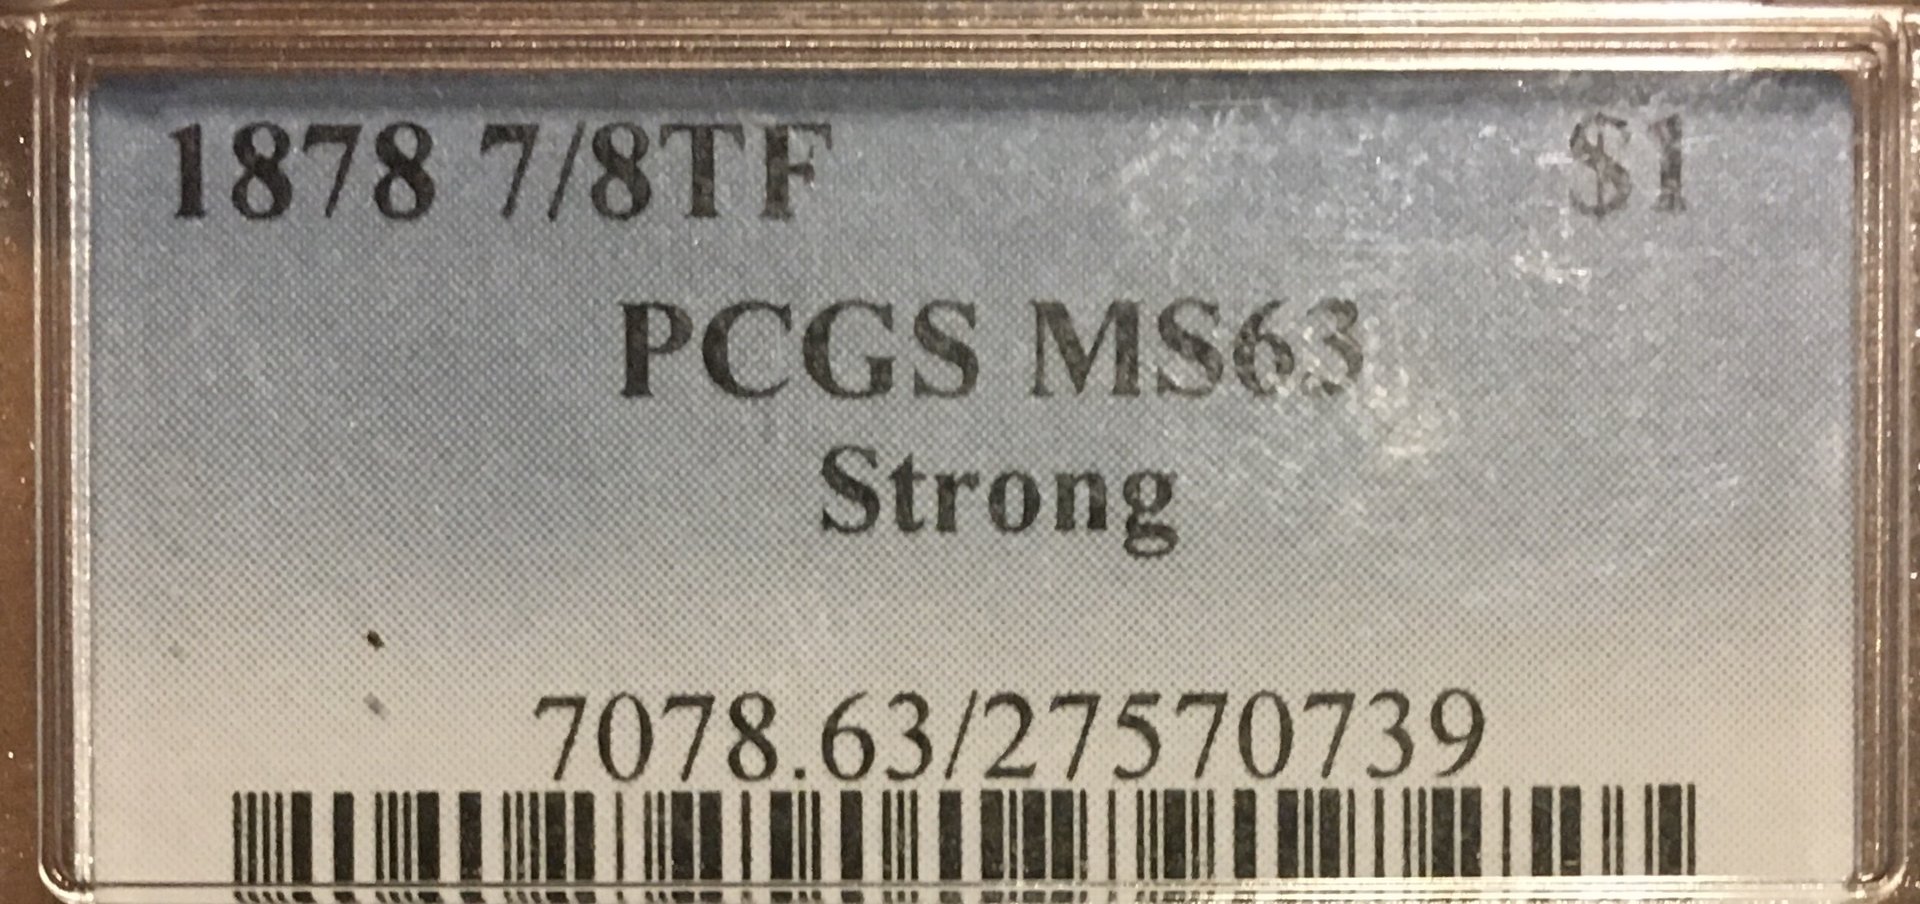 1878 7/8TF $1
PCGS MS63
Strong
7078.63/27570739